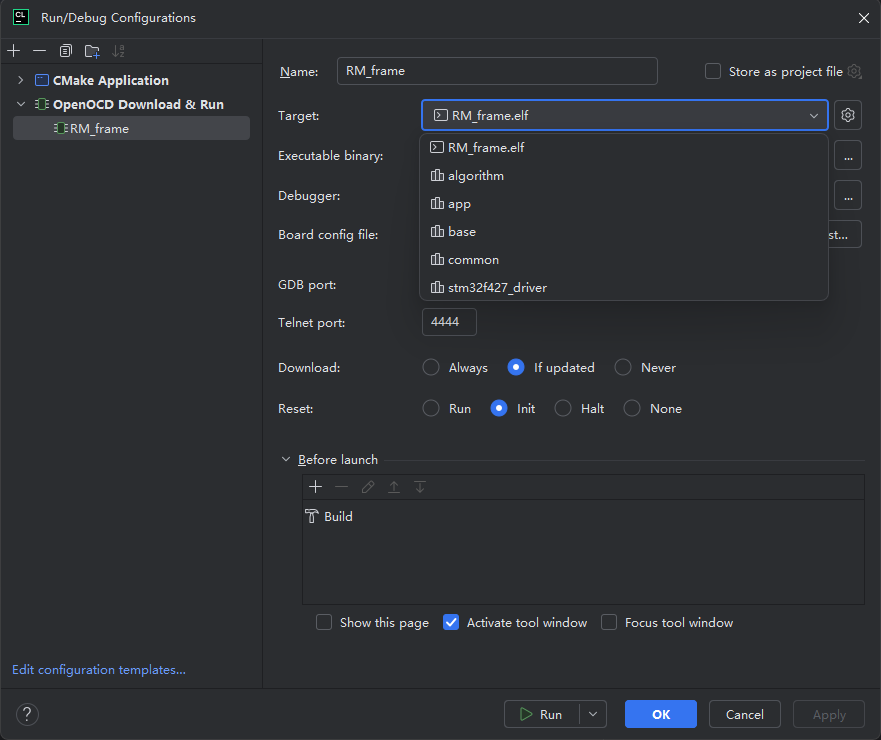 CL Run/Debug Configurations
CMake Application
OpenOCD Download & Run
RM_frame
Name: RM_frame Store as project file
Target: RM_frame.elf
RM_frame.elf
Executable binary: ...
algorithm
Debugger: app ...
base
Board config file: st...
common
GDB port: stm32f427_driver
Telnet port: 4444
Download: Always If updated Never
Reset: Run Init Halt None
Before launch
Build
Show this page Activate tool window Focus tool window
Edit configuration templates...
? Run OK Cancel Apply